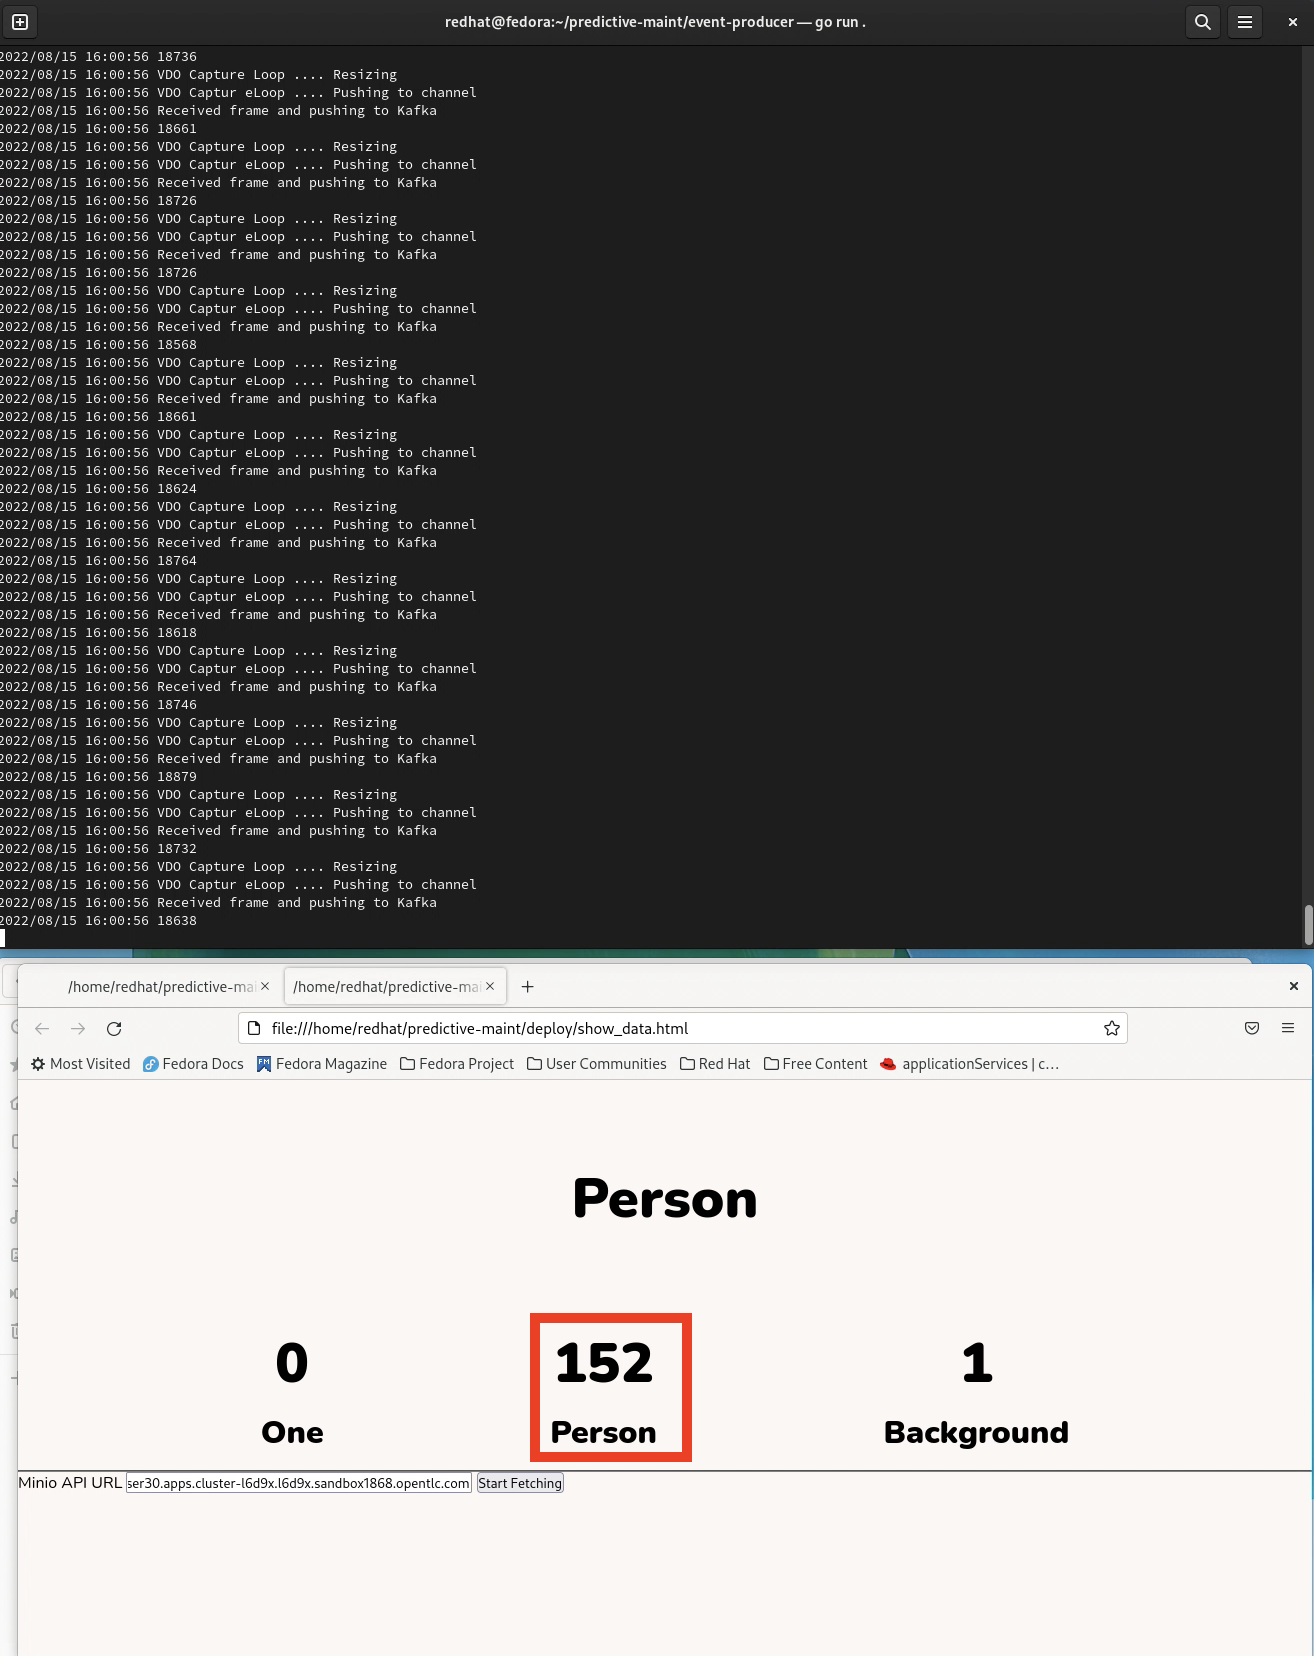 redhat@fedora:~/predictive-maint/event-producer — go run .
2022/08/15 16:00:56 18736
2022/08/15 16:00:56 VDO Capture Loop .... Resizing
2022/08/15 16:00:56 VDO Captur eLoop .... Pushing to channel
2022/08/15 16:00:56 Received frame and pushing to Kafka
2022/08/15 16:00:56 18661
2022/08/15 16:00:56 VDO Capture Loop .... Resizing
2022/08/15 16:00:56 VDO Captur eLoop .... Pushing to channel
2022/08/15 16:00:56 Received frame and pushing to Kafka
2022/08/15 16:00:56 18726
2022/08/15 16:00:56 VDO Capture Loop .... Resizing
2022/08/15 16:00:56 VDO Captur eLoop .... Pushing to channel
2022/08/15 16:00:56 Received frame and pushing to Kafka
2022/08/15 16:00:56 18726
2022/08/15 16:00:56 VDO Capture Loop .... Resizing
2022/08/15 16:00:56 VDO Captur eLoop .... Pushing to channel
2022/08/15 16:00:56 Received frame and pushing to Kafka
2022/08/15 16:00:56 18568
2022/08/15 16:00:56 VDO Capture Loop .... Resizing
2022/08/15 16:00:56 VDO Captur eLoop .... Pushing to channel
2022/08/15 16:00:56 Received frame and pushing to Kafka
2022/08/15 16:00:56 18661
2022/08/15 16:00:56 VDO Capture Loop .... Resizing
2022/08/15 16:00:56 VDO Captur eLoop .... Pushing to channel
2022/08/15 16:00:56 Received frame and pushing to Kafka
2022/08/15 16:00:56 18624
2022/08/15 16:00:56 VDO Capture Loop .... Resizing
2022/08/15 16:00:56 VDO Captur eLoop .... Pushing to channel
2022/08/15 16:00:56 Received frame and pushing to Kafka
2022/08/15 16:00:56 18764
2022/08/15 16:00:56 VDO Capture Loop .... Resizing
2022/08/15 16:00:56 VDO Captur eLoop .... Pushing to channel
2022/08/15 16:00:56 Received frame and pushing to Kafka
2022/08/15 16:00:56 18618
2022/08/15 16:00:56 VDO Capture Loop .... Resizing
2022/08/15 16:00:56 VDO Captur eLoop .... Pushing to channel
2022/08/15 16:00:56 Received frame and pushing to Kafka
2022/08/15 16:00:56 18746
2022/08/15 16:00:56 VDO Capture Loop .... Resizing
2022/08/15 16:00:56 VDO Captur eLoop .... Pushing to channel
2022/08/15 16:00:56 Received frame and pushing to Kafka
2022/08/15 16:00:56 18879
2022/08/15 16:00:56 VDO Capture Loop .... Resizing
2022/08/15 16:00:56 VDO Captur eLoop .... Pushing to channel
2022/08/15 16:00:56 Received frame and pushing to Kafka
2022/08/15 16:00:56 18732
2022/08/15 16:00:56 VDO Capture Loop .... Resizing
2022/08/15 16:00:56 VDO Captur eLoop .... Pushing to channel
2022/08/15 16:00:56 Received frame and pushing to Kafka
2022/08/15 16:00:56 18638
/home/redhat/predictive-mai /home/redhat/predictive-mai
file:///home/redhat/predictive-maint/deploy/show_data.html
Most Visited Fedora Docs Fedora Magazine Fedora Project User Communities Red Hat Free Content applicationServices | c…
Person
0 152 1
One Person Background
Minio API URL ser30.apps.cluster-l6d9x.l6d9x.sandbox1868.opentlc.com Start Fetching